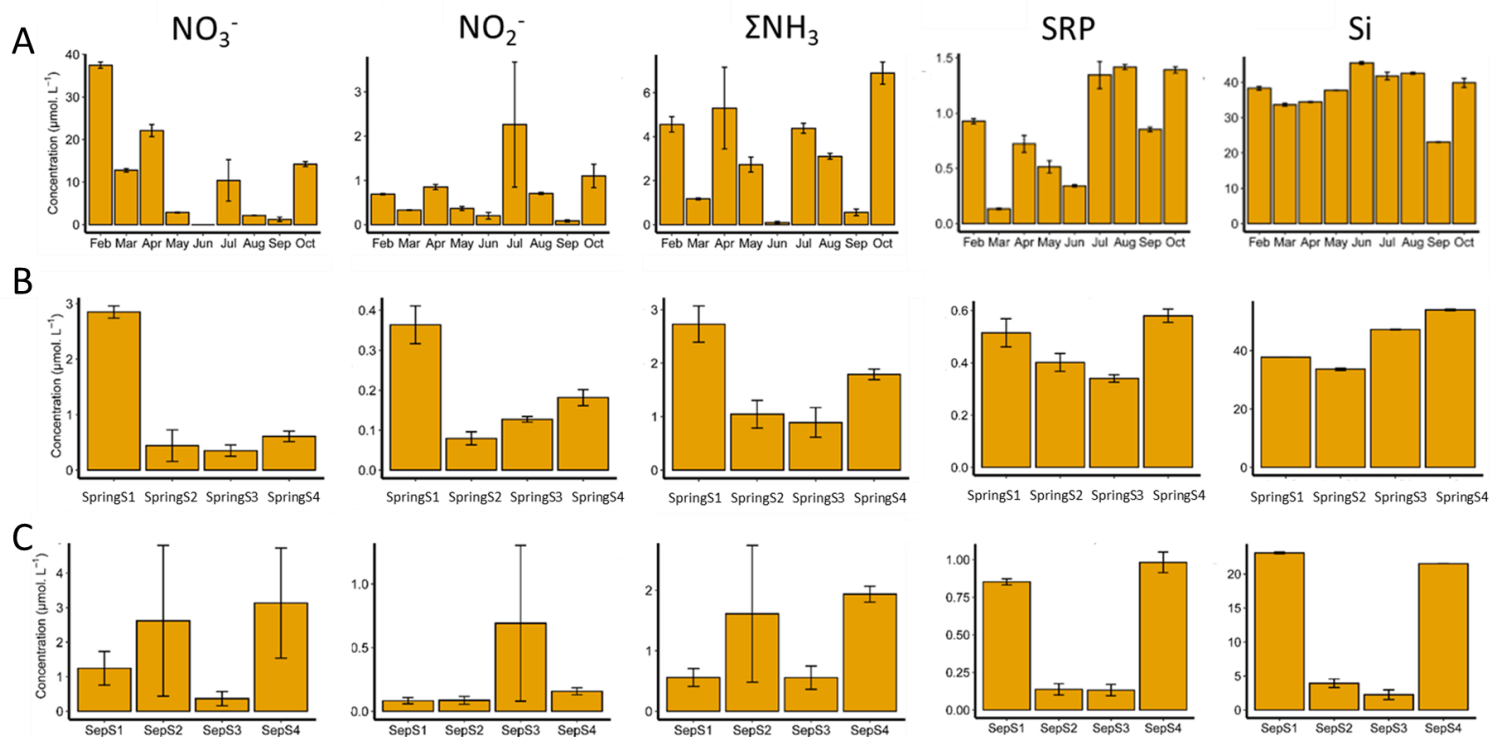 A
NO₃⁻ NO₂⁻ ΣNH₃ SRP Si
Concentration (µmol. L⁻¹)
40
30
20
10
0
Feb Mar Apr May Jun Jul Aug Sep Oct
3
2
1
0
Feb Mar Apr May Jun Jul Aug Sep Oct
6
4
2
0
Feb Mar Apr May Jun Jul Aug Sep Oct
1.5
1.0
0.5
0.0
Feb Mar Apr May Jun Jul Aug Sep Oct
40
30
20
10
0
Feb Mar Apr May Jun Jul Aug Sep Oct
B
Concentration (µmol. L⁻¹)
3
2
1
0
SpringS1 SpringS2 SpringS3 SpringS4
0.4
0.3
0.2
0.1
0.0
SpringS1 SpringS2 SpringS3 SpringS4
3
2
1
0
SpringS1 SpringS2 SpringS3 SpringS4
0.6
0.4
0.2
0.0
SpringS1 SpringS2 SpringS3 SpringS4
40
20
0
SpringS1 SpringS2 SpringS3 SpringS4
C
Concentration (µmol. L⁻¹)
4
3
2
1
0
SepS1 SepS2 SepS3 SepS4
1.0
0.5
0.0
SepS1 SepS2 SepS3 SepS4
2
1
0
SepS1 SepS2 SepS3 SepS4
1.00
0.75
0.50
0.25
0.00
SepS1 SepS2 SepS3 SepS4
20
15
10
5
0
SepS1 SepS2 SepS3 SepS4